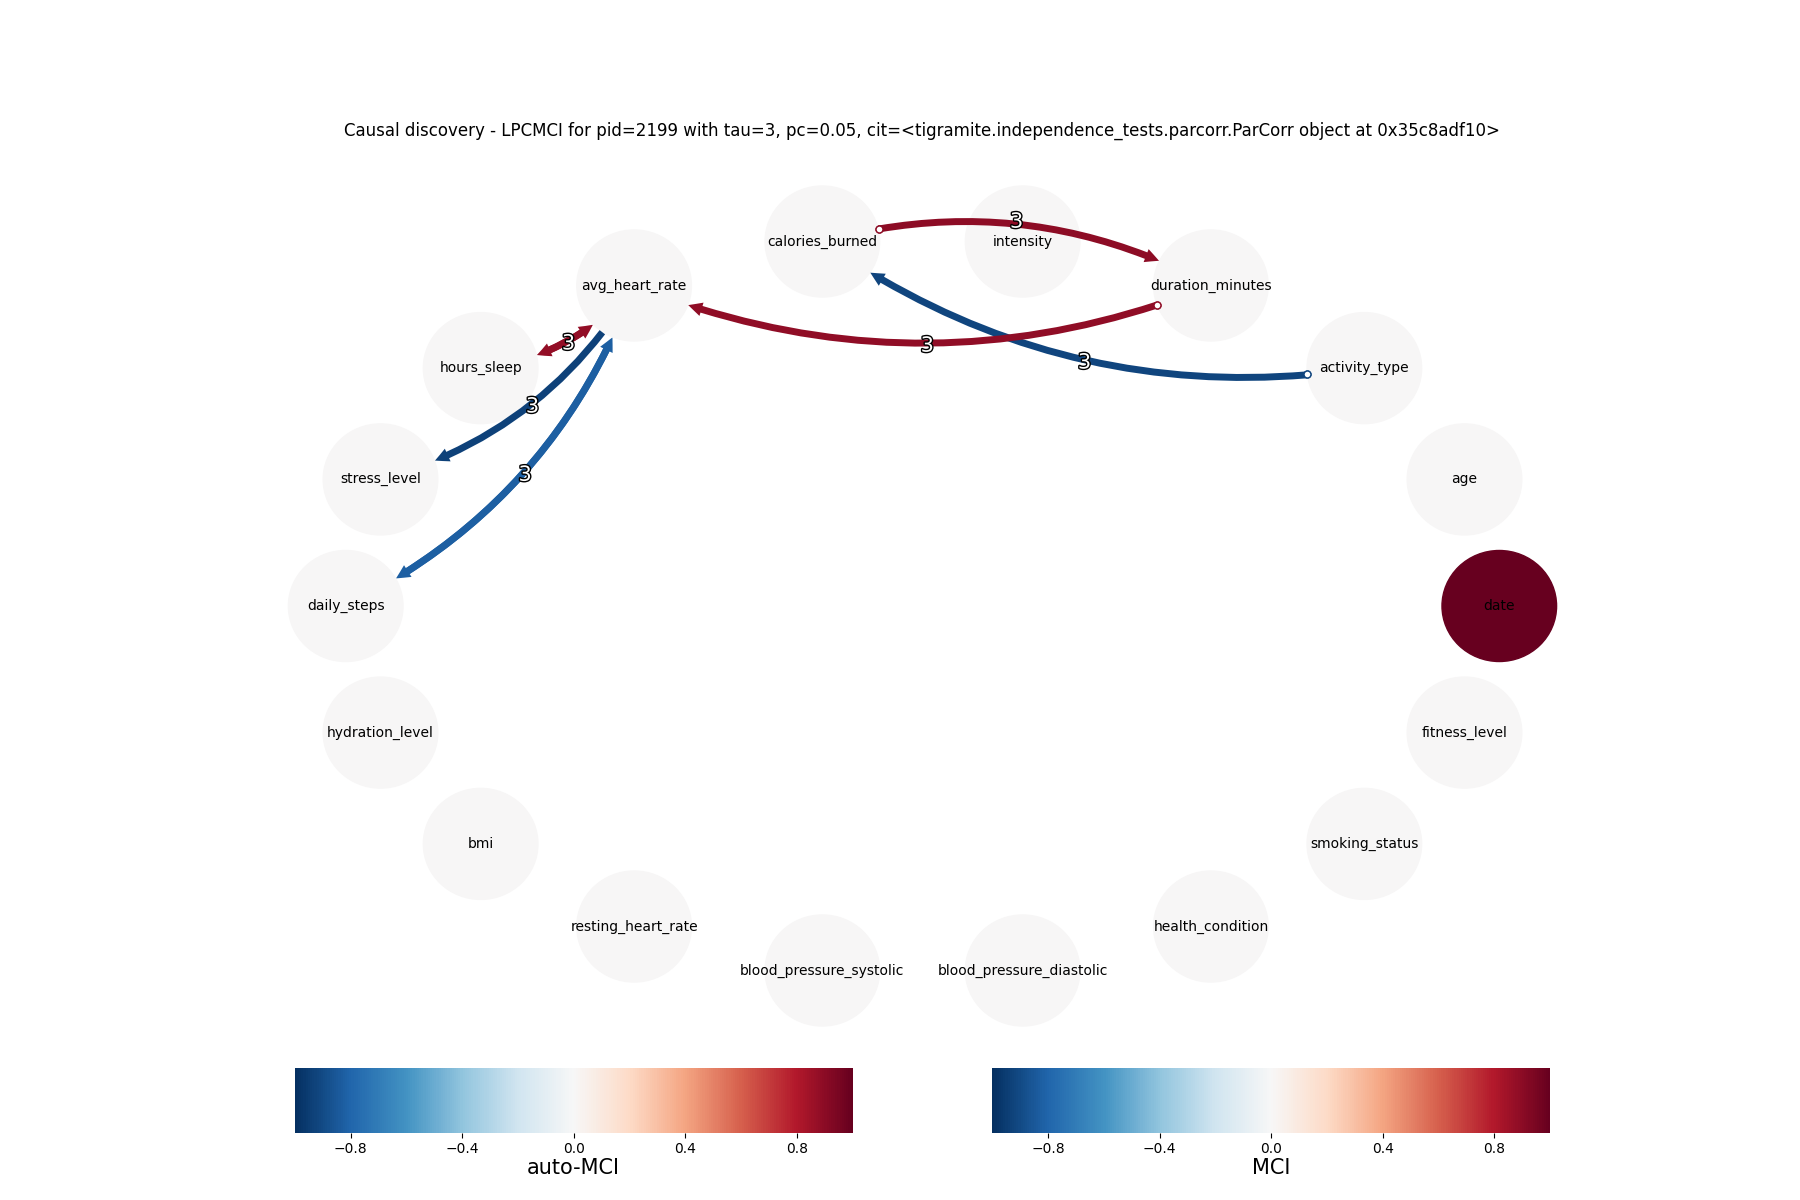 Causal discovery - LPCMCI for pid=2199 with tau=3, pc=0.05, cit=<tigramite.independence_tests.parcorr.ParCorr object at 0x35c8adf10>
3
calories_burned
intensity
avg_heart_rate
duration_minutes
3
3
3
hours_sleep
activity_type
3
3
stress_level
age
daily_steps
date
hydration_level
fitness_level
bmi
smoking_status
resting_heart_rate
health_condition
blood_pressure_systolic
blood_pressure_diastolic
−0.8 −0.4 0.0 0.4 0.8
auto-MCI
−0.8 −0.4 0.0 0.4 0.8
MCI